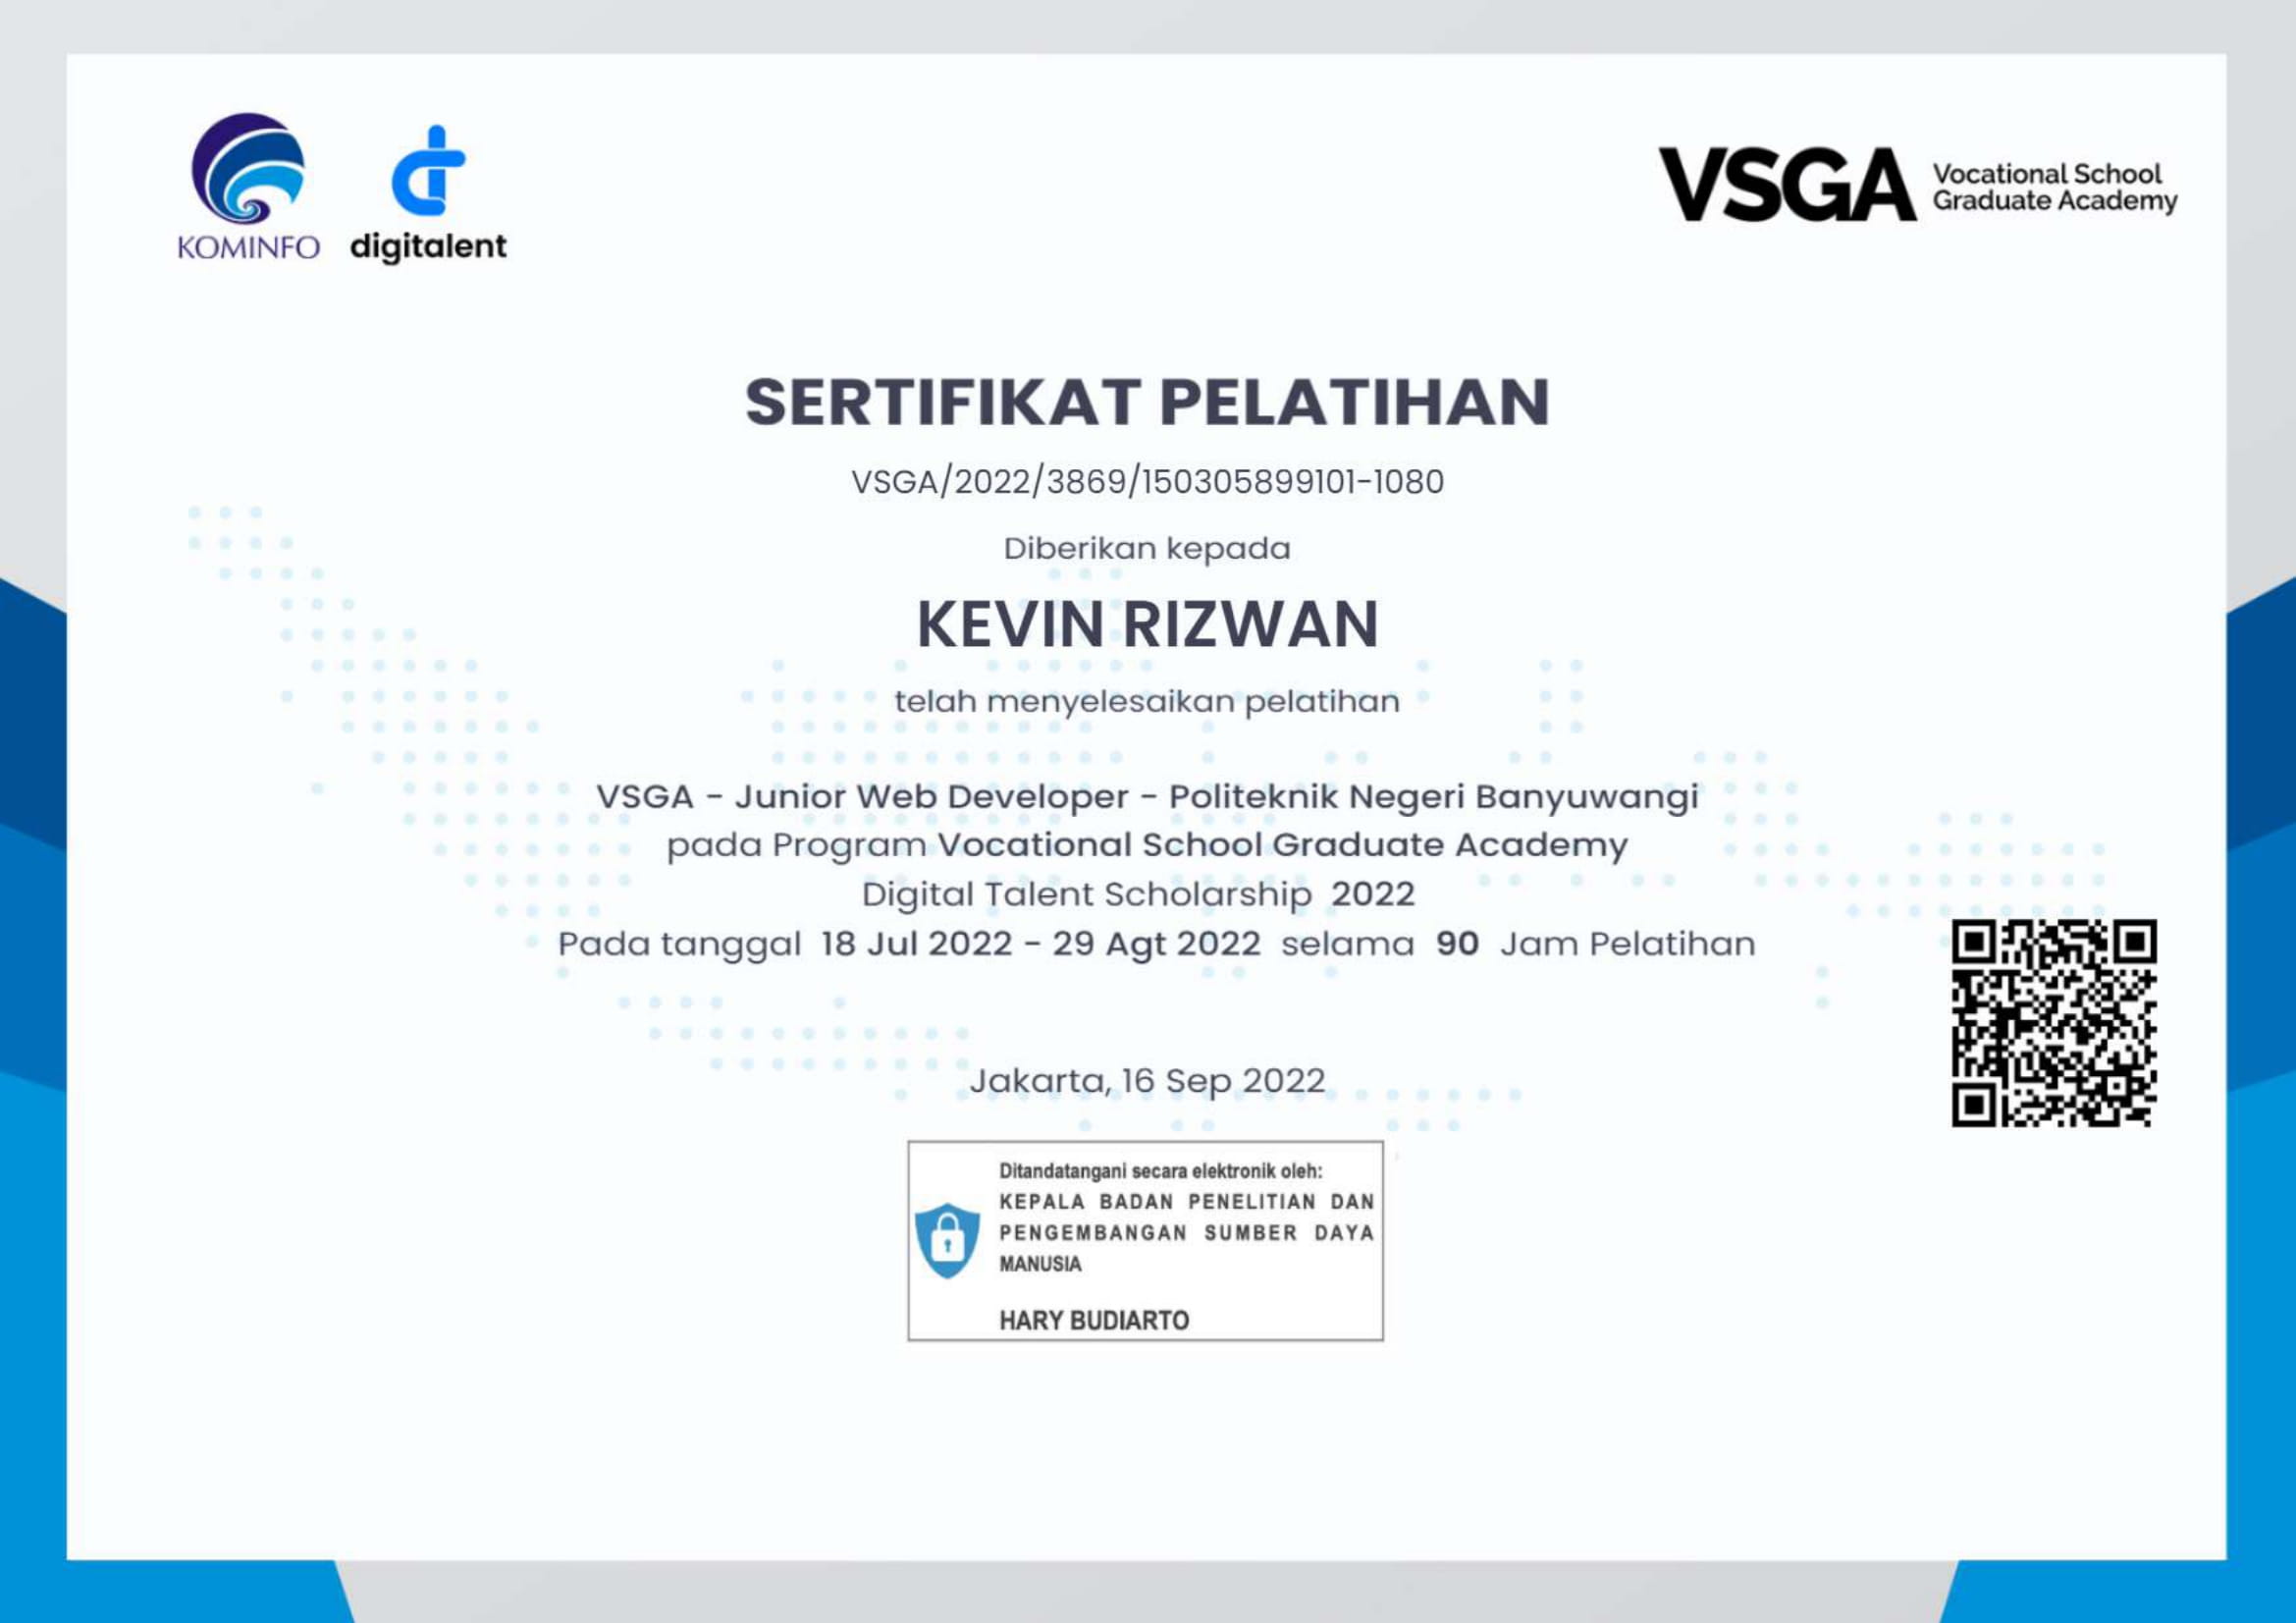 KOMINFO
digitalent
VSGA
Vocational School
Graduate Academy
SERTIFIKAT PELATIHAN
VSGA/2022/3869/150305899101-1080
Diberikan kepada
KEVIN RIZWAN
telah menyelesaikan pelatihan
VSGA - Junior Web Developer - Politeknik Negeri Banyuwangi
pada Program Vocational School Graduate Academy
Digital Talent Scholarship 2022
Pada tanggal 18 Jul 2022 - 29 Agt 2022 selama 90 Jam Pelatihan
Jakarta, 16 Sep 2022
Ditandatangani secara elektronik oleh:
KEPALA BADAN PENELITIAN DAN
PENGEMBANGAN SUMBER DAYA
MANUSIA
HARY BUDIARTO